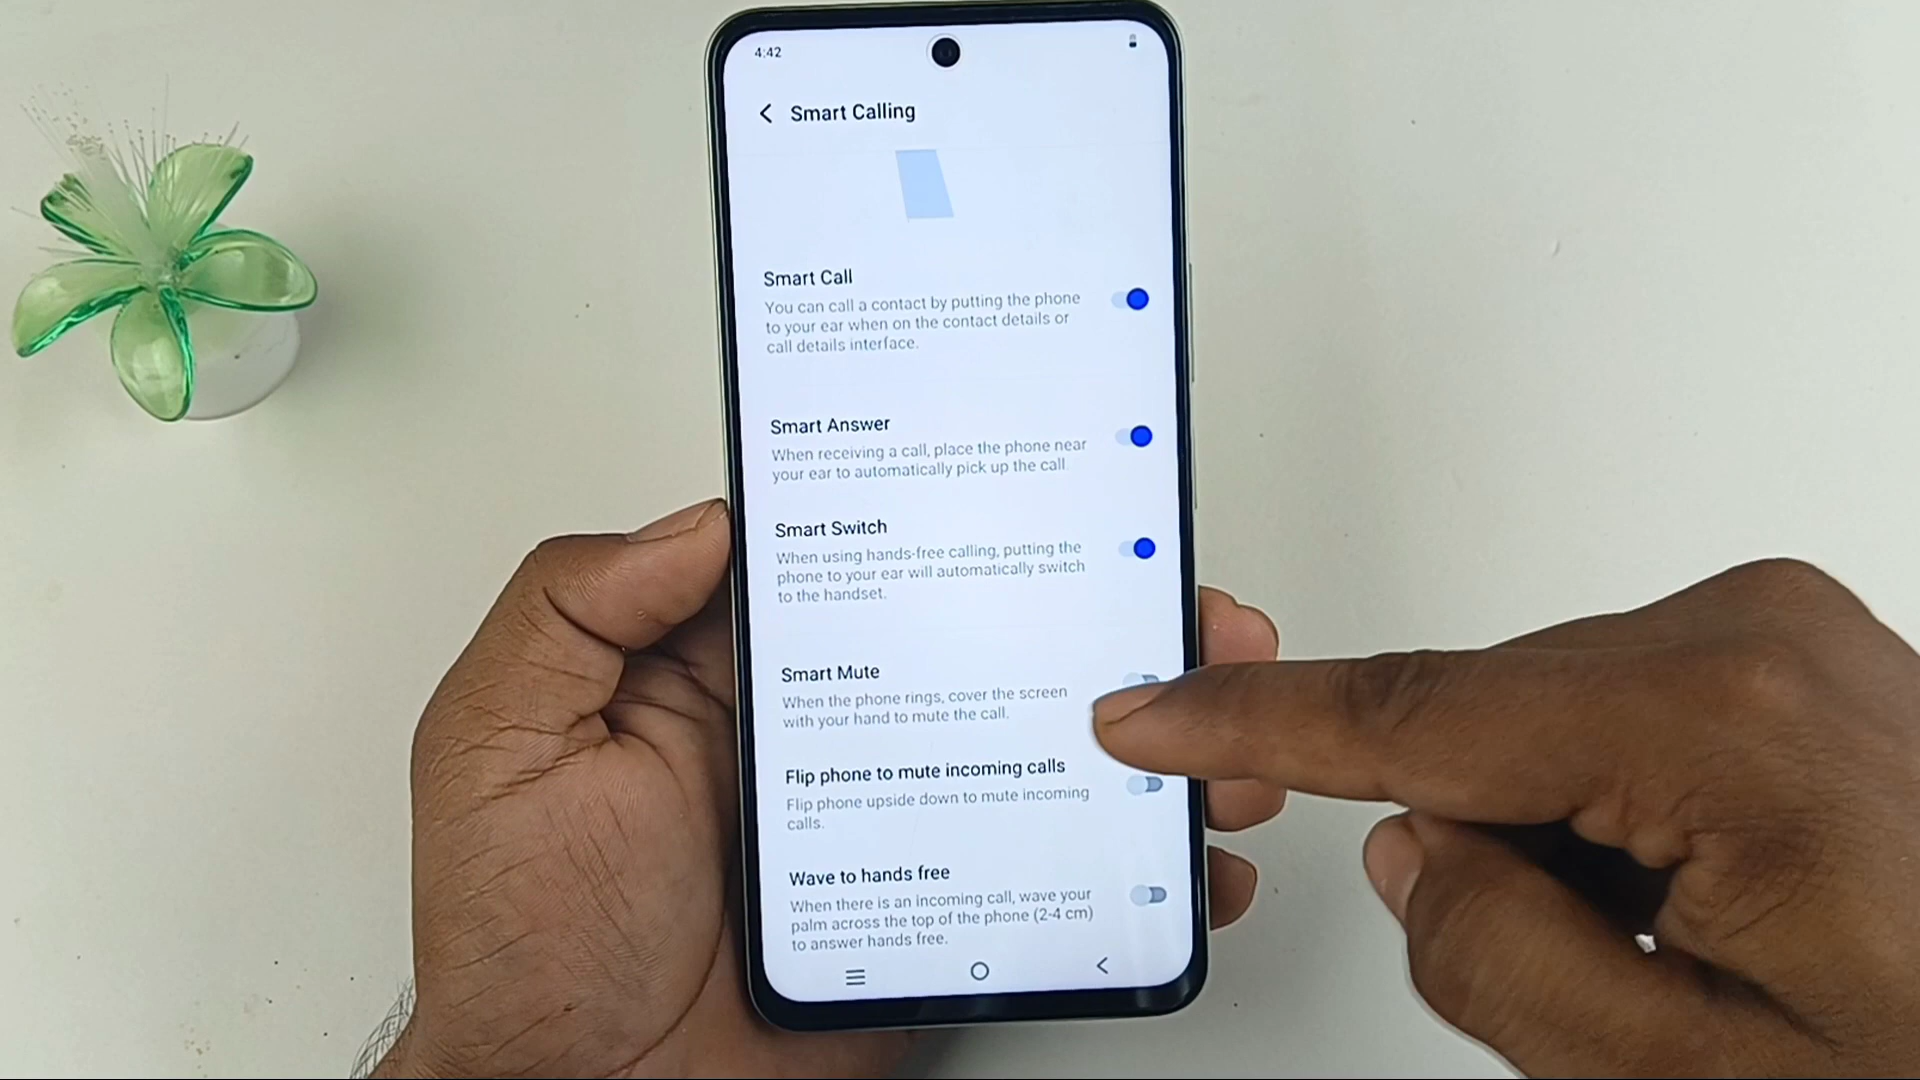 4:42
Smart Calling
Smart Call
You can call a contact by putting the phone
to your ear when on the contact details or
call details interface.
Smart Answer
When receiving a call, place the phone near
your ear to automatically pick up the call
Smart Switch
When using hands-free calling, putting the
phone to your ear will automatically switch
to the handset.
Smart Mute
When the phone rings, cover the screen
with your hand to mute the call.
Flip phone to mute incoming calls
Flip phone upside down to mute incoming
calls.
Wave to hands free
When there is an incoming call, wave your
palm across the top of the phone (2-4 cm)
to answer hands free.